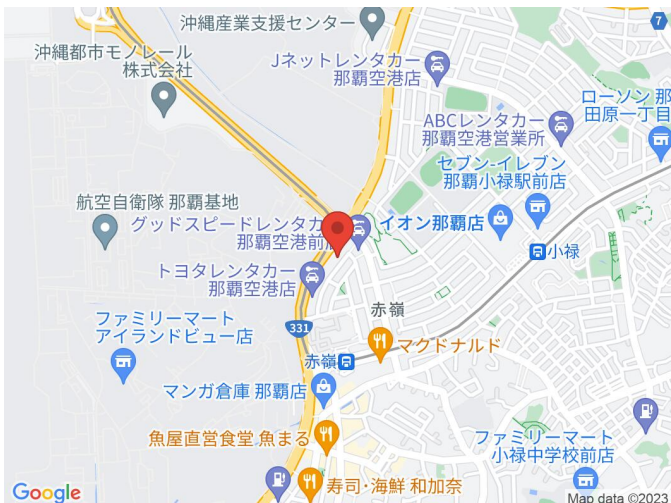 沖縄産業支援センター
7
沖縄都市モノレール
株式会社
Jネットレンタカー
那覇空港店
ローソン 那
田原一丁目
ABCレンタカー
那覇空港営業所
セブン-イレブン
那覇小禄駅前店
航空自衛隊 那覇基地
グッドスピードレンタカ
那覇空港前店
イオン那覇店
小禄
トヨタレンタカー
那覇空港店
赤嶺
ファミリーマート
アイランドビュー店
331
マクドナルド
赤嶺
マンガ倉庫 那覇店
魚屋直営食堂 魚まる
ファミリーマート
小禄中学校前店
寿司・海鮮 和加奈
Google
Map data ©2023